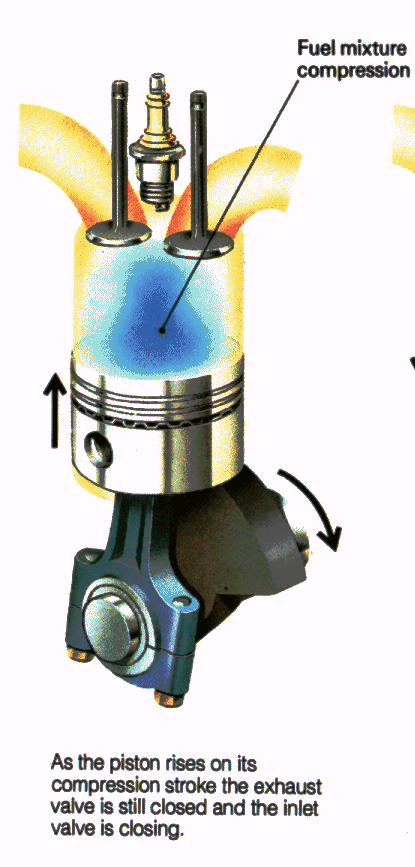 Fuel mixture
compression
As the piston rises on its
compression stroke the exhaust
valve is still closed and the inlet
valve is closing.